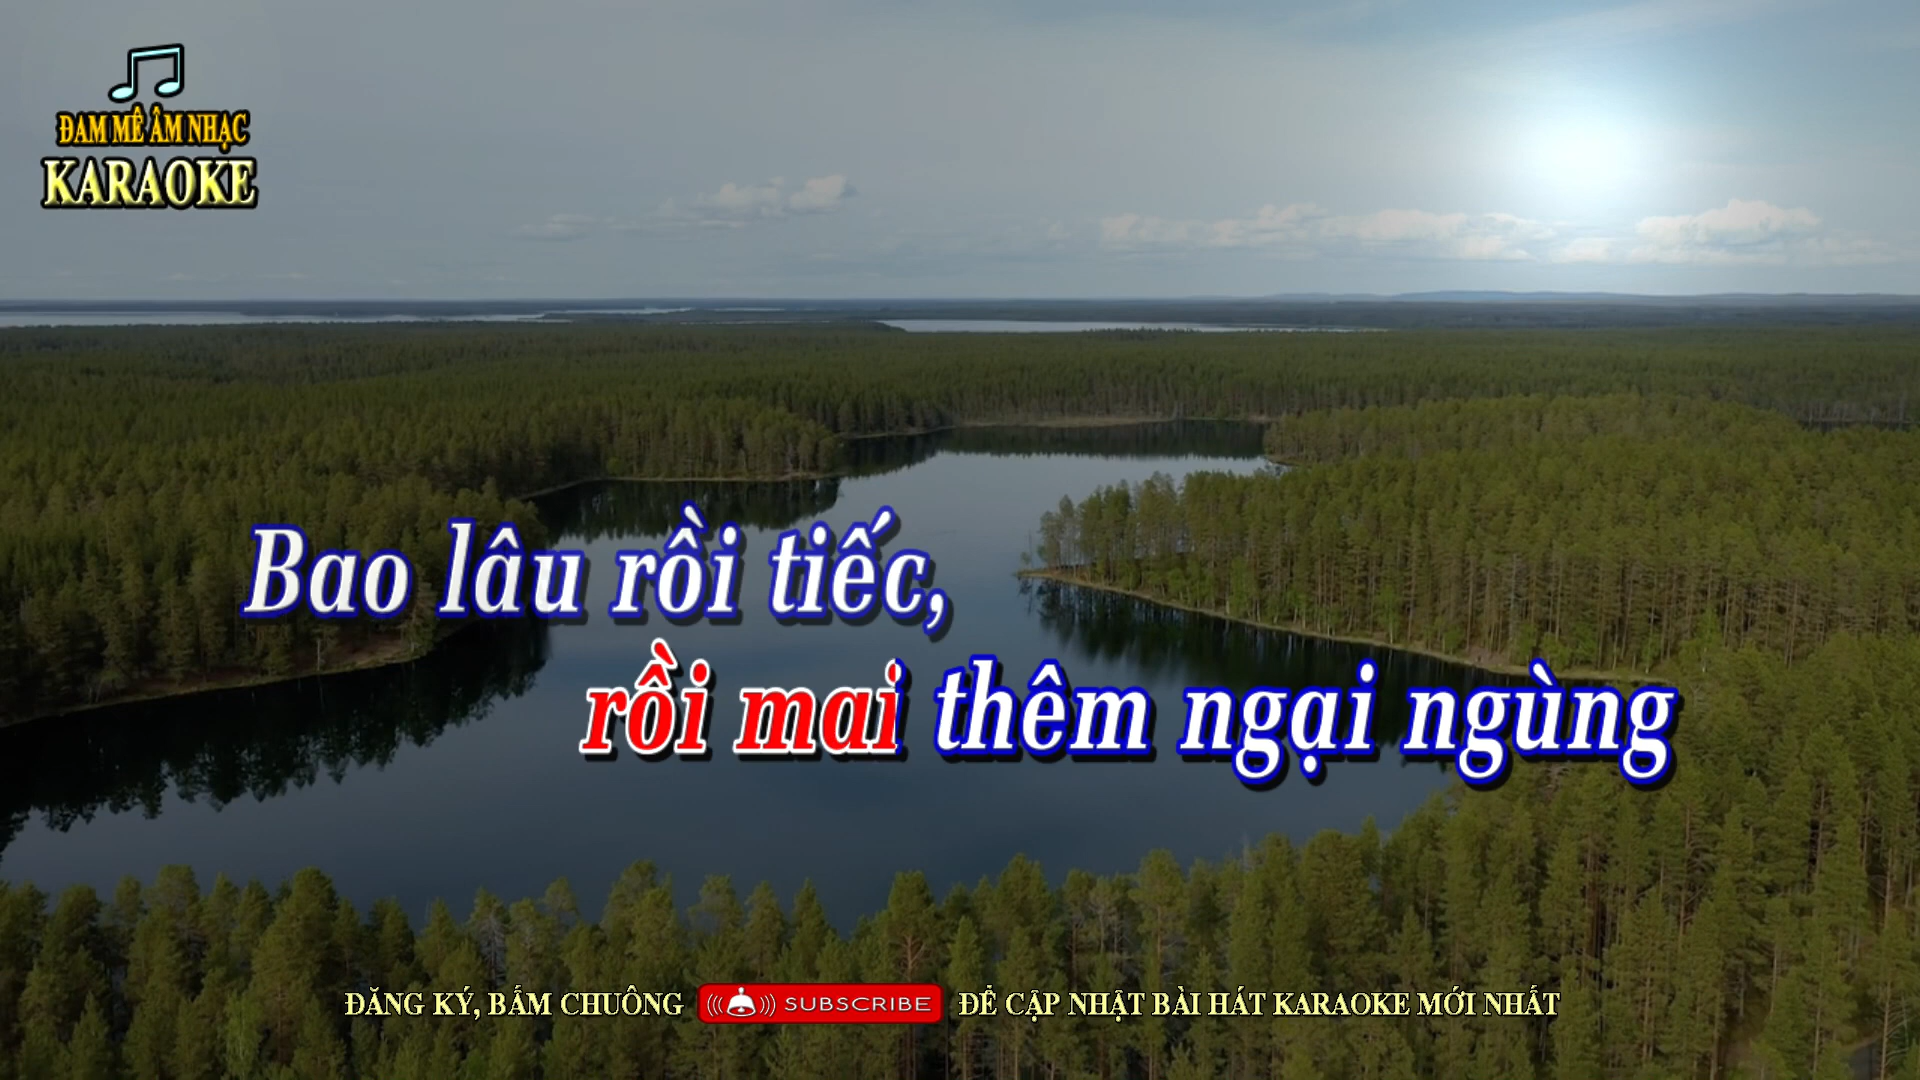 ĐAM MÊ ÂM NHẠC
KARAOKE
Bao lâu rồi tiếc,
rồi mai thêm ngại ngùng
ĐĂNG KÝ, BẤM CHUÔNG SUBSCRIBE ĐỂ CẬP NHẬT BÀI HÁT KARAOKE MỚI NHẤT